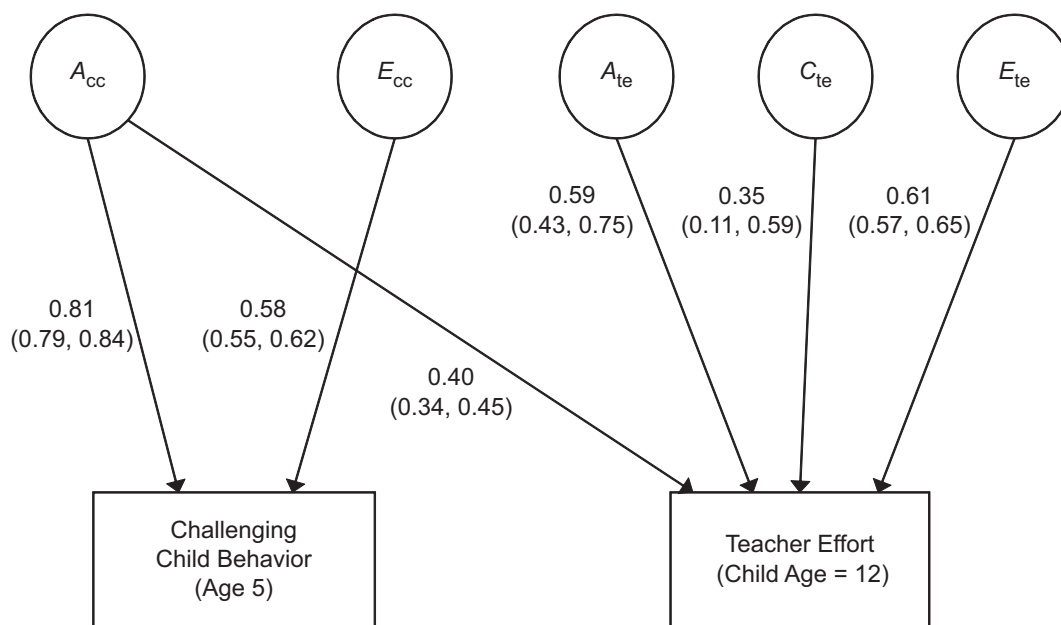 Acc
Ecc
Ate
Cte
Ete
0.59
(0.43, 0.75)
0.35
(0.11, 0.59)
0.61
(0.57, 0.65)
0.81
(0.79, 0.84)
0.58
(0.55, 0.62)
0.40
(0.34, 0.45)
Challenging
Child Behavior
(Age 5)
Teacher Effort
(Child Age = 12)